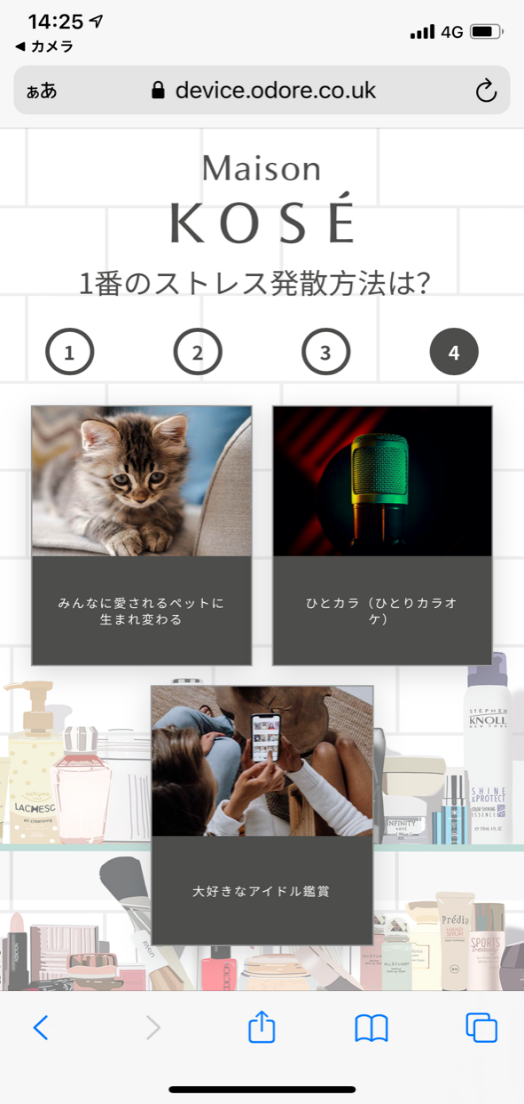 14:25
◀ カメラ
4G
ぁあ
device.odore.co.uk
Maison
KOSÉ
1番のストレス発散方法は?
1
2
3
4
みんなに愛されるペットに
生まれ変わる
ひとカラ（ひとりカラオ
ケ）
大好きなアイドル鑑賞
STEPHEN
KNOLL
NEW YORK
SHINE
&PROTECT
LACMESC
INFINITY
Prédia
SPORTS